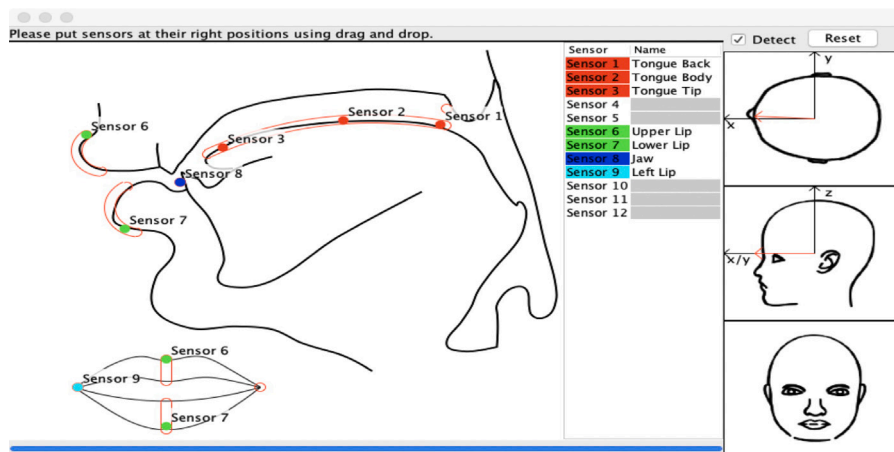 Please put sensors at their right positions using drag and drop.
Detect
Reset
Sensor Name
Sensor 1 Tongue Back
Sensor 2 Tongue Body
Sensor 3 Tongue Tip
Sensor 4
Sensor 5
Sensor 6 Upper Lip
Sensor 7 Lower Lip
Sensor 8 Jaw
Sensor 9 Left Lip
Sensor 10
Sensor 11
Sensor 12
Sensor 6
Sensor 2
Sensor 1
Sensor 3
Sensor 8
Sensor 7
Sensor 6
Sensor 9
Sensor 7
y
x
z
x/y